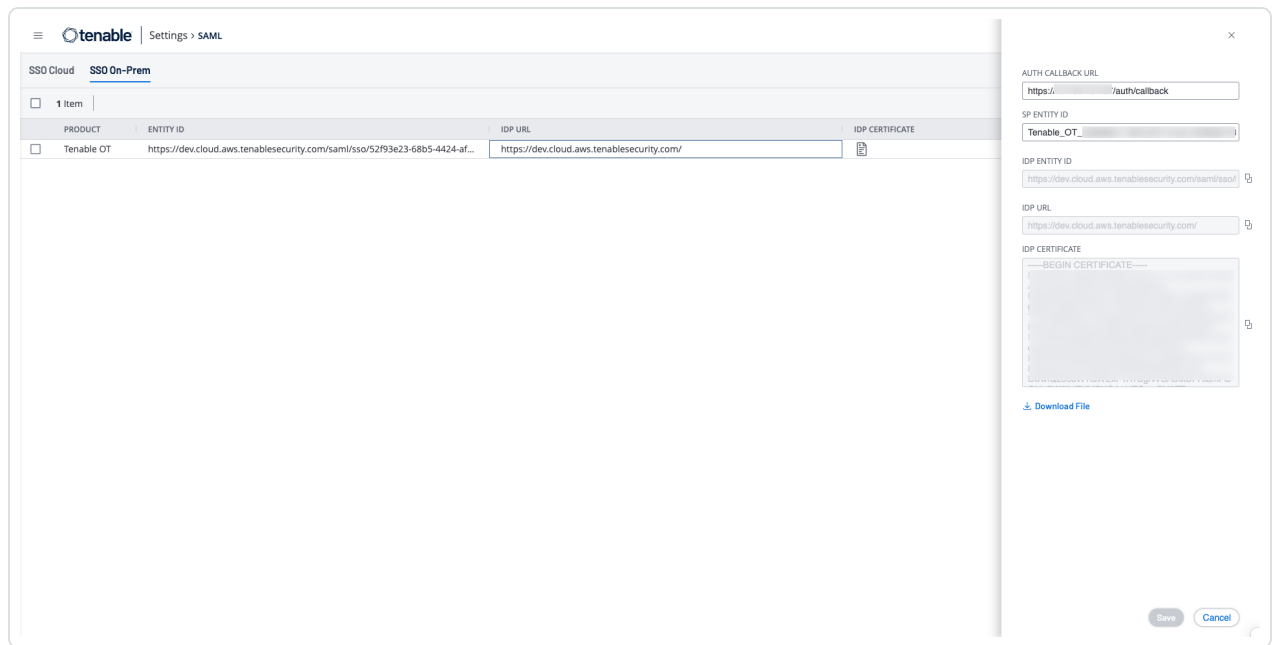 tenable Settings > SAML
SSO Cloud SSO On-Prem
1 Item
PRODUCT ENTITY ID IDP URL IDP CERTIFICATE
Tenable OT https://dev.cloud.aws.tenablesecurity.com/saml/sso/52f93e23-68b5-4424-af... https://dev.cloud.aws.tenablesecurity.com/
AUTH CALLBACK URL
https:// /auth/callback
SP ENTITY ID
Tenable_OT_
IDP ENTITY ID
https://dev.cloud.aws.tenablesecurity.com/saml/sso/
IDP URL
https://dev.cloud.aws.tenablesecurity.com/
IDP CERTIFICATE
-----BEGIN CERTIFICATE-----
Download File
Save Cancel